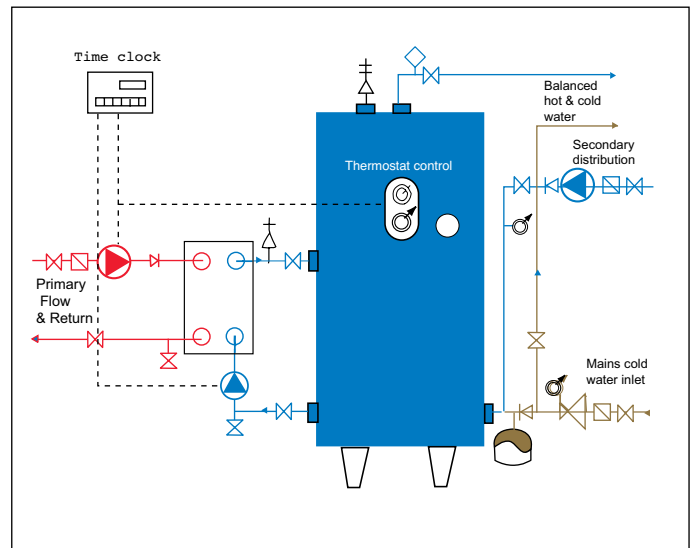 Time clock
Balanced
hot & cold
water
Secondary
distribution
Thermostat control
Primary
Flow
& Return
Mains cold
water inlet